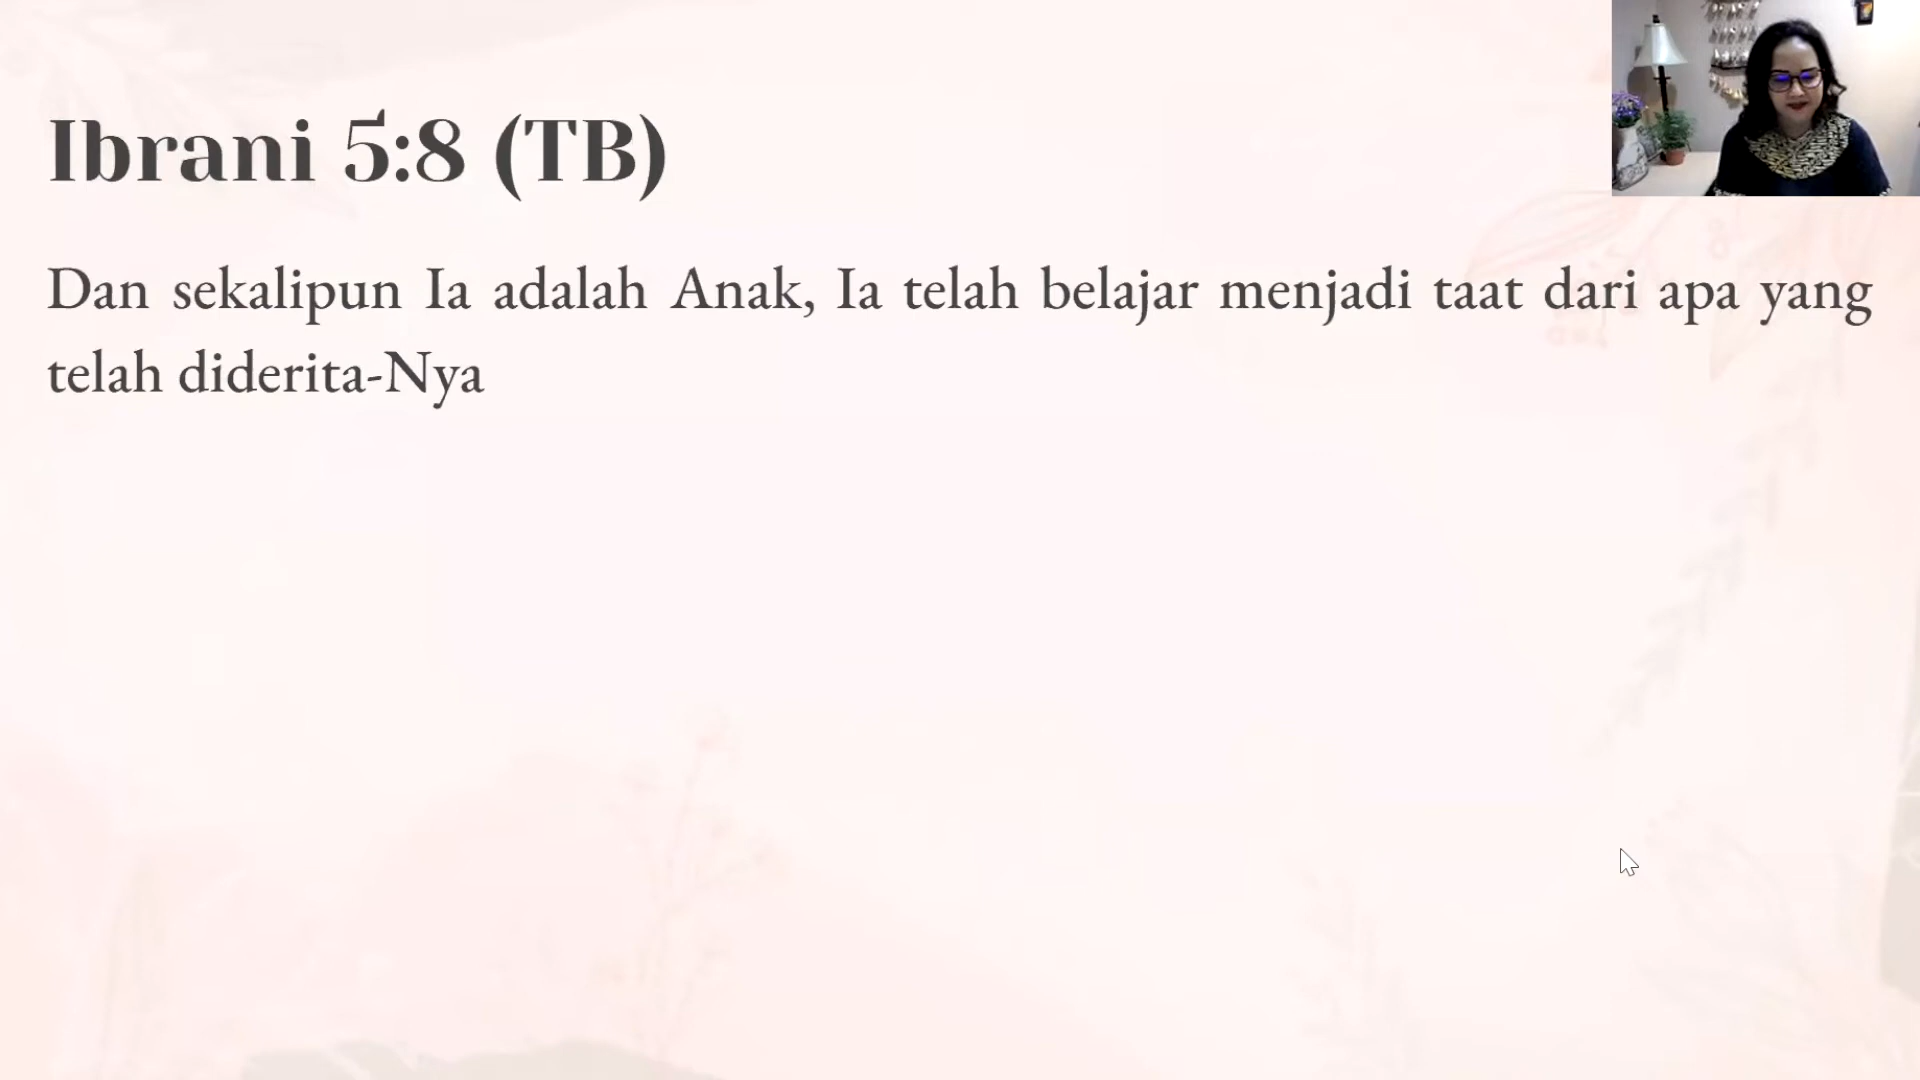 Ibrani 5:8 (TB)
Dan sekalipun Ia adalah Anak, Ia telah belajar menjadi taat dari apa yang
telah diderita-Nya